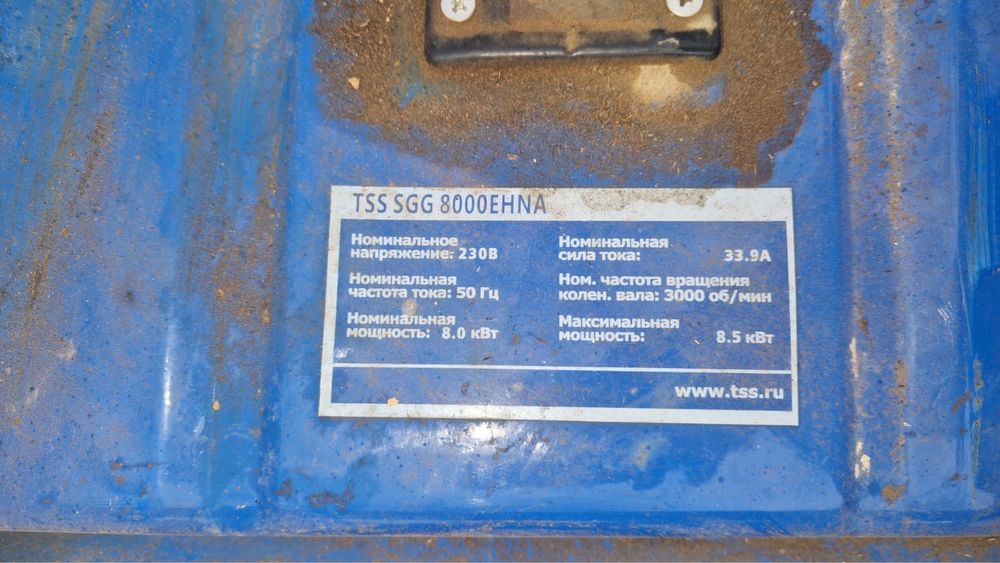 TSS SGG 8000EHNA
Номинальное
напряжение: 230В
Номинальная
сила тока: 33.9А
Номинальная
частота тока: 50 Гц
Ном. частота вращения
колен. вала: 3000 об/мин
Номинальная
мощность: 8.0 кВт
Максимальная
мощность: 8.5 кВт
www.tss.ru